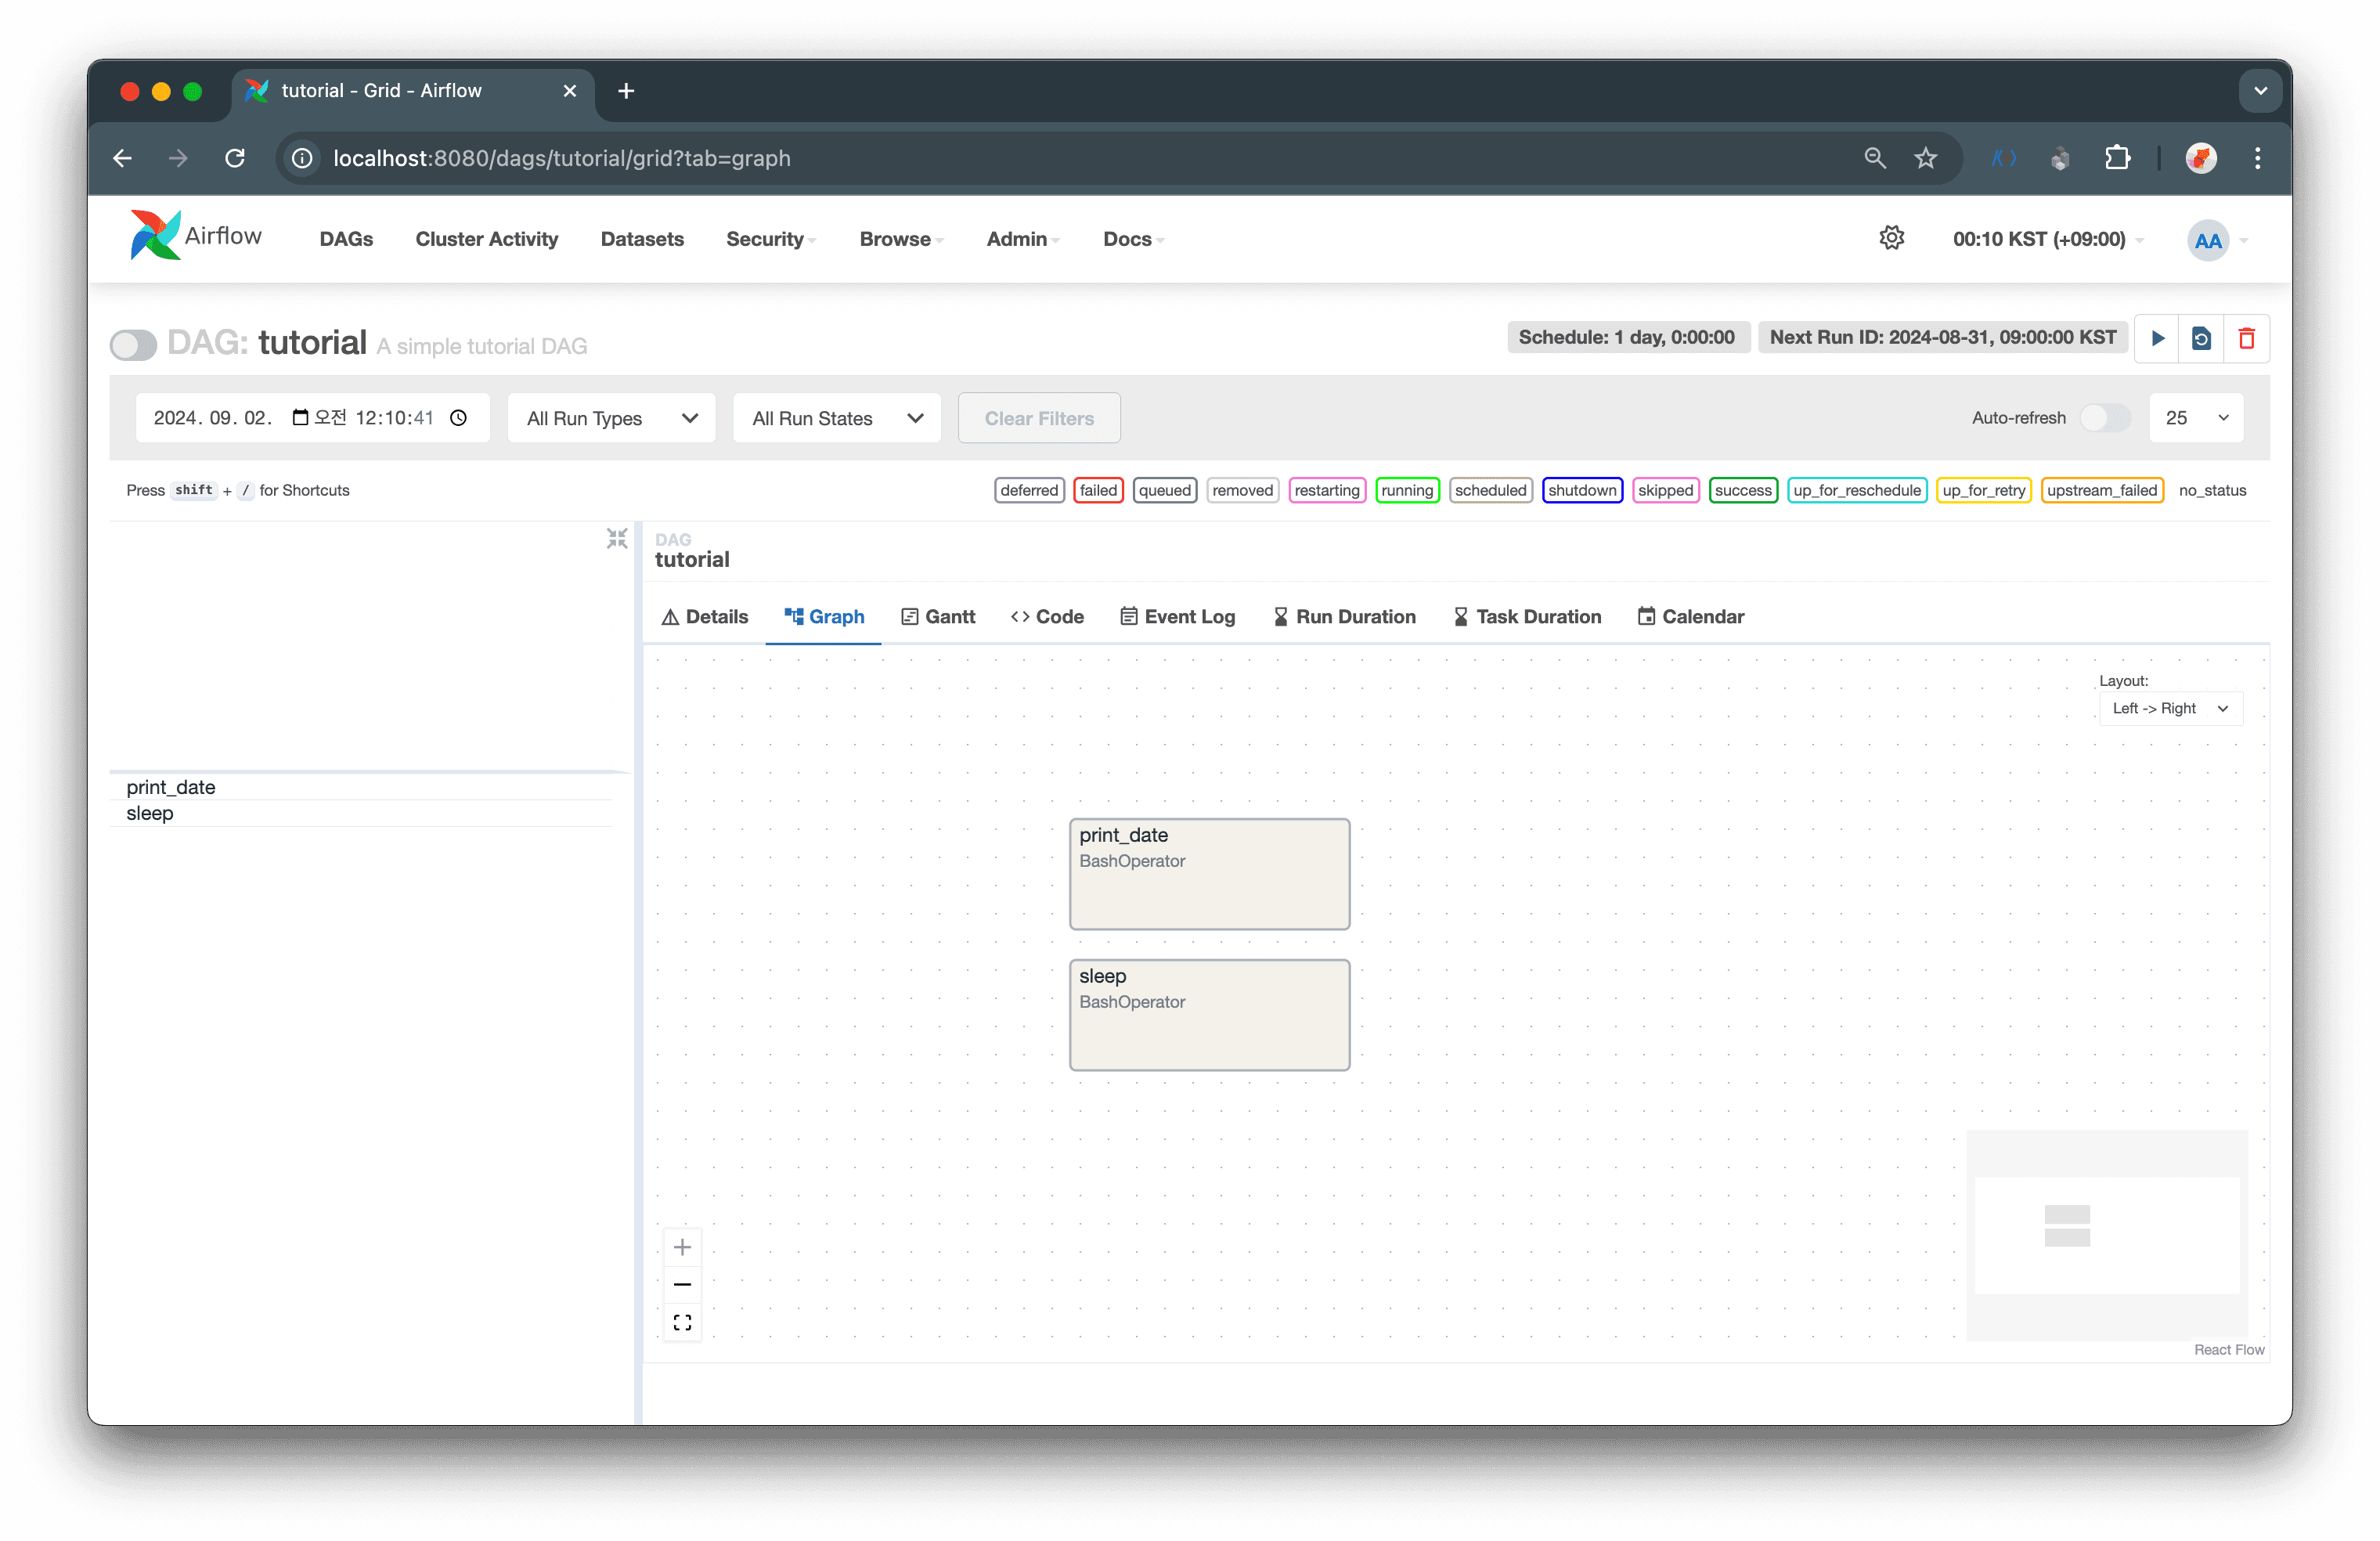 tutorial - Grid - Airflow
localhost:8080/dags/tutorial/grid?tab=graph
Airflow DAGs Cluster Activity Datasets Security Browse Admin Docs 00:10 KST (+09:00) AA
DAG: tutorial A simple tutorial DAG Schedule: 1 day, 0:00:00 Next Run ID: 2024-08-31, 09:00:00 KST
2024. 09. 02. 오전 12:10:41 All Run Types All Run States Clear Filters Auto-refresh 25
Press shift + / for Shortcuts deferred failed queued removed restarting running scheduled shutdown skipped success up_for_reschedule up_for_retry upstream_failed no_status
DAG
tutorial
Details Graph Gantt Code Event Log Run Duration Task Duration Calendar
Layout:
Left -> Right
print_date
sleep
print_date
BashOperator
sleep
BashOperator
React Flow